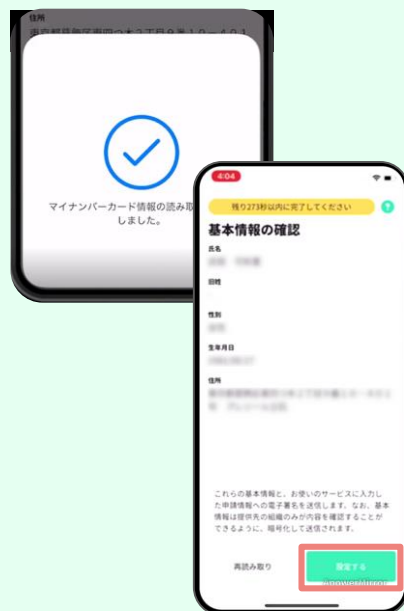 住所
マイナンバーカード情報の読み取
しました。
4:04
残り273秒以内に完了してください
?
基本情報の確認
氏名
旧姓
性別
生年月日
住所
これらの基本情報と、お使いのサービスに入力し
た申請情報への電子署名を送信します。なお、基本
情報は提供先の組織のみが内容を確認することが
できるように、暗号化して送信されます。
再読み取り